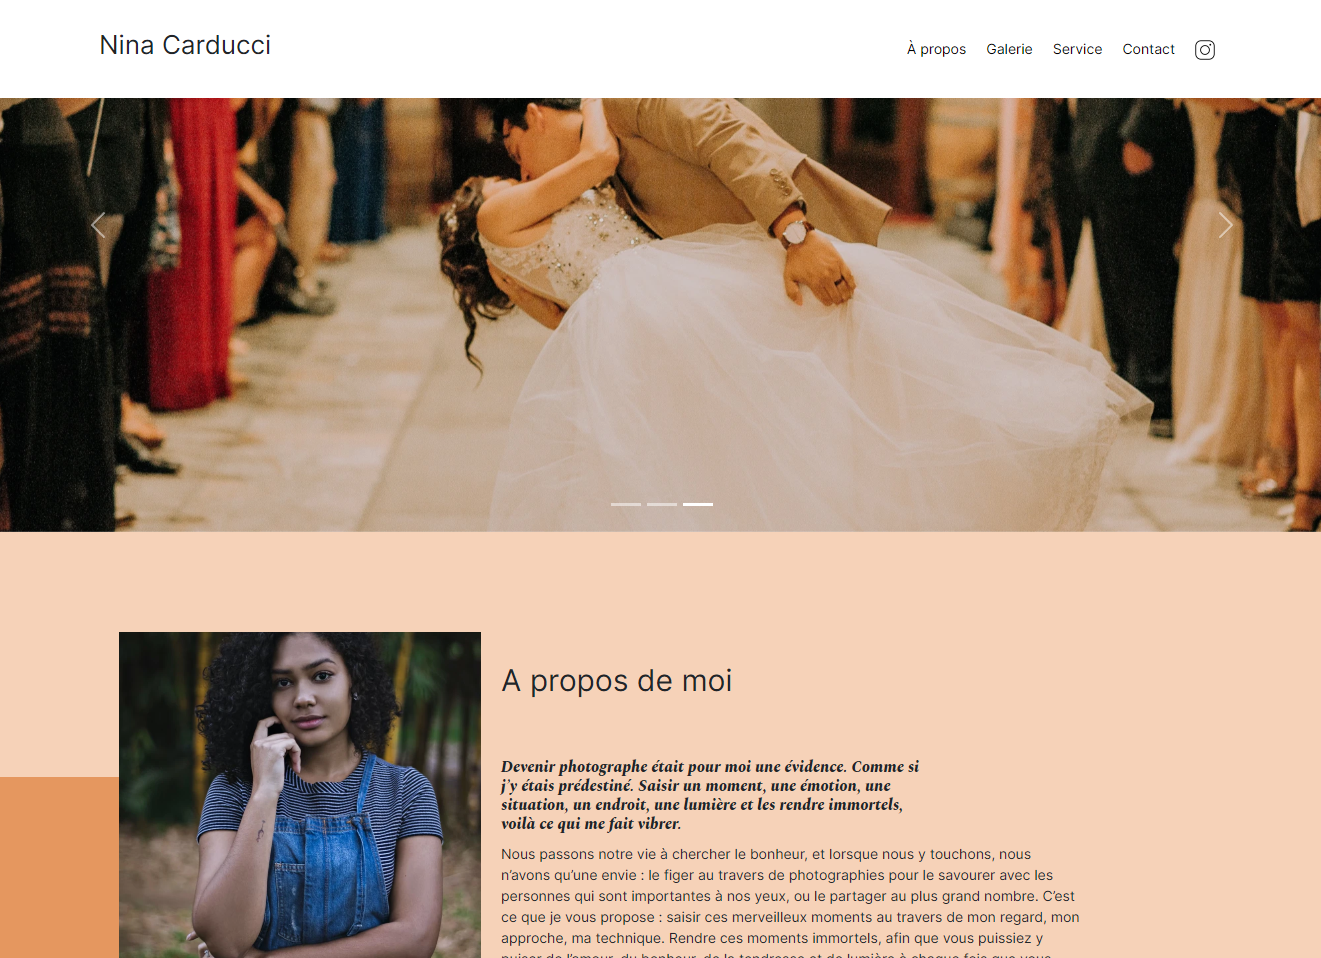 Nina Carducci
À propos Galerie Service Contact
A propos de moi
Devenir photographe était pour moi une évidence. Comme si
j'y étais prédestiné. Saisir un moment, une émotion, une
situation, un endroit, une lumière et les rendre immortels,
voilà ce qui me fait vibrer.
Nous passons notre vie à chercher le bonheur, et lorsque nous y touchons, nous
n'avons qu'une envie : le figer au travers de photographies pour le savourer avec les
personnes qui sont importantes à nos yeux, ou le partager au plus grand nombre. C'est
ce que je vous propose : saisir ces merveilleux moments au travers de mon regard, mon
approche, ma technique. Rendre ces moments immortels, afin que vous puissiez y